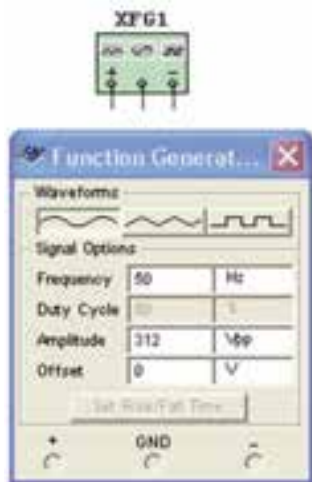 XFG1
+
-
Function Generat...
Waveforms
Signal Options
Frequency 50 Hz
Duty Cycle 50 %
Amplitude 312 Vpp
Offset 0 V
Set Rise/Fall Time
+ GND -